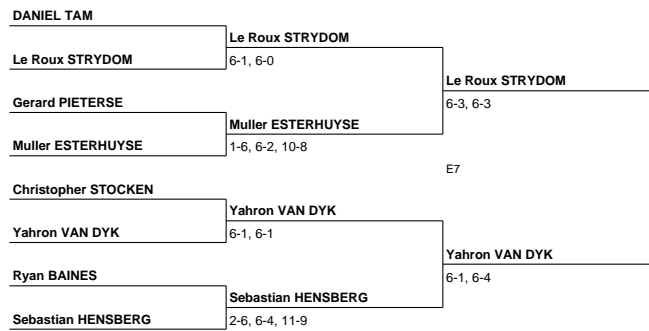 DANIEL TAM
Le Roux STRYDOM
Le Roux STRYDOM
6-1, 6-0
Le Roux STRYDOM
6-3, 6-3
Gerard PIETERSE
Muller ESTERHUYSE
Muller ESTERHUYSE
1-6, 6-2, 10-8
E7
Christopher STOCKEN
Yahron VAN DYK
Yahron VAN DYK
6-1, 6-1
Yahron VAN DYK
6-1, 6-4
Ryan BAINES
Sebastian HENSBERG
Sebastian HENSBERG
2-6, 6-4, 11-9